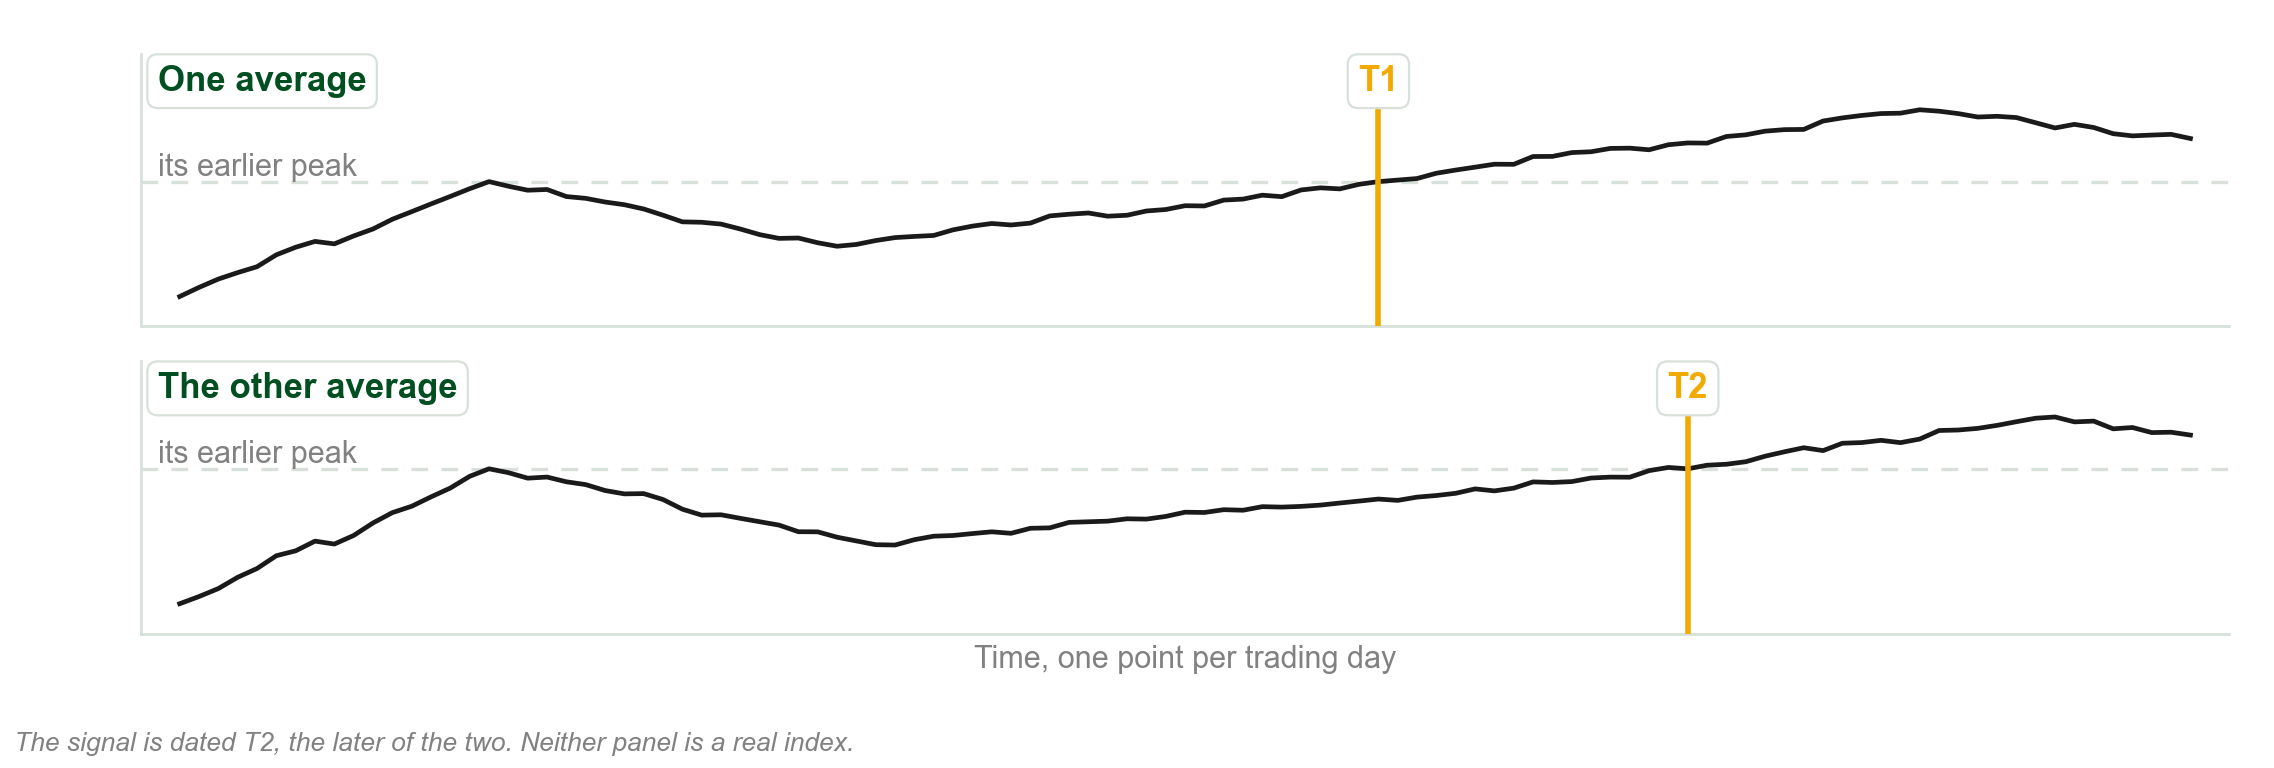 One average
T1
its earlier peak
The other average
T2
its earlier peak
Time, one point per trading day
The signal is dated T2, the later of the two. Neither panel is a real index.